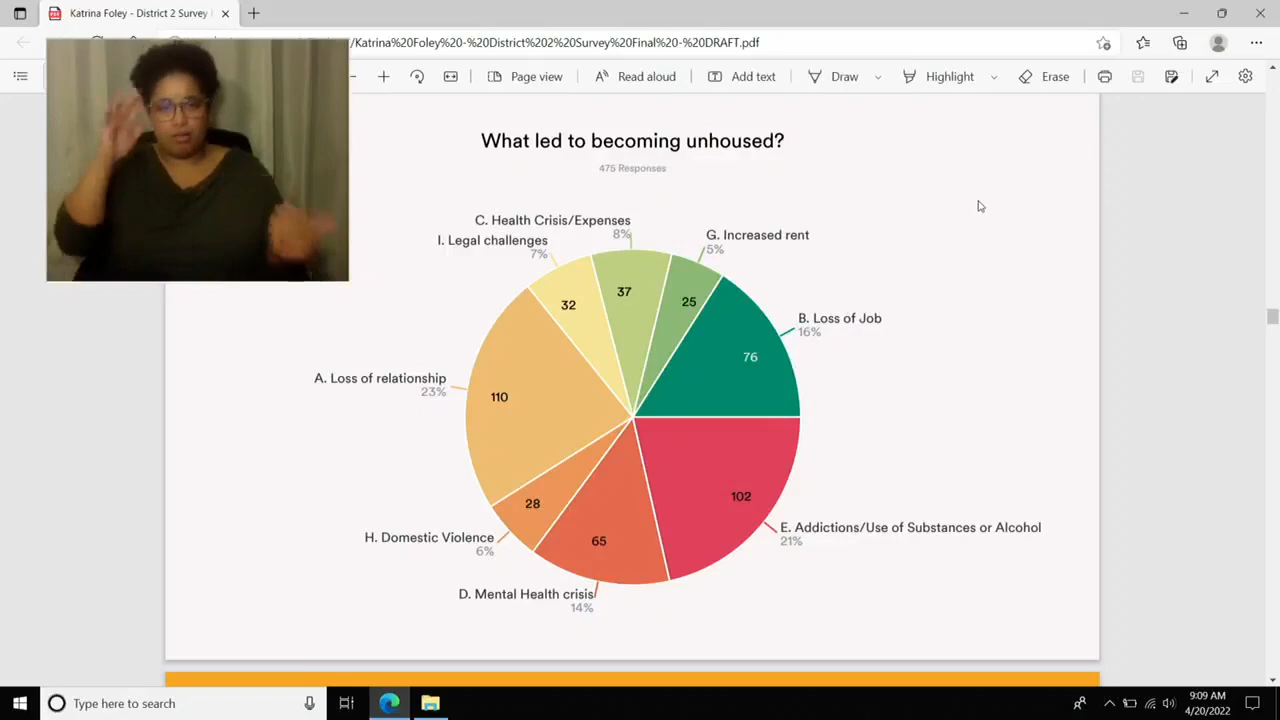 Katrina Foley - District 2 Survey
/Katrina%20Foley%20-%20District%202%20Survey%20Final%20-%20DRAFT.pdf
Page view
Read aloud
Add text
Draw
Highlight
Erase
What led to becoming unhoused?
475 Responses
C. Health Crisis/Expenses
8%
I. Legal challenges
7%
G. Increased rent
5%
B. Loss of Job
16%
37
32
25
76
A. Loss of relationship
23%
110
102
28
65
E. Addictions/Use of Substances or Alcohol
21%
H. Domestic Violence
6%
D. Mental Health crisis
14%
Type here to search
9:09 AM
4/20/2022